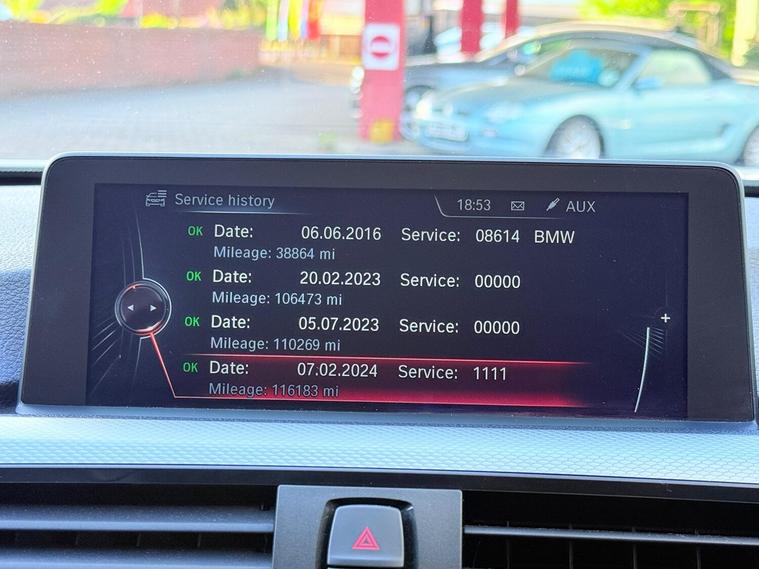 Service history
18:53 AUX
OK Date: 06.06.2016 Service: 08614 BMW
Mileage: 38864 mi
OK Date: 20.02.2023 Service: 00000
Mileage: 106473 mi
OK Date: 05.07.2023 Service: 00000
Mileage: 110269 mi
OK Date: 07.02.2024 Service: 1111
Mileage: 116183 mi